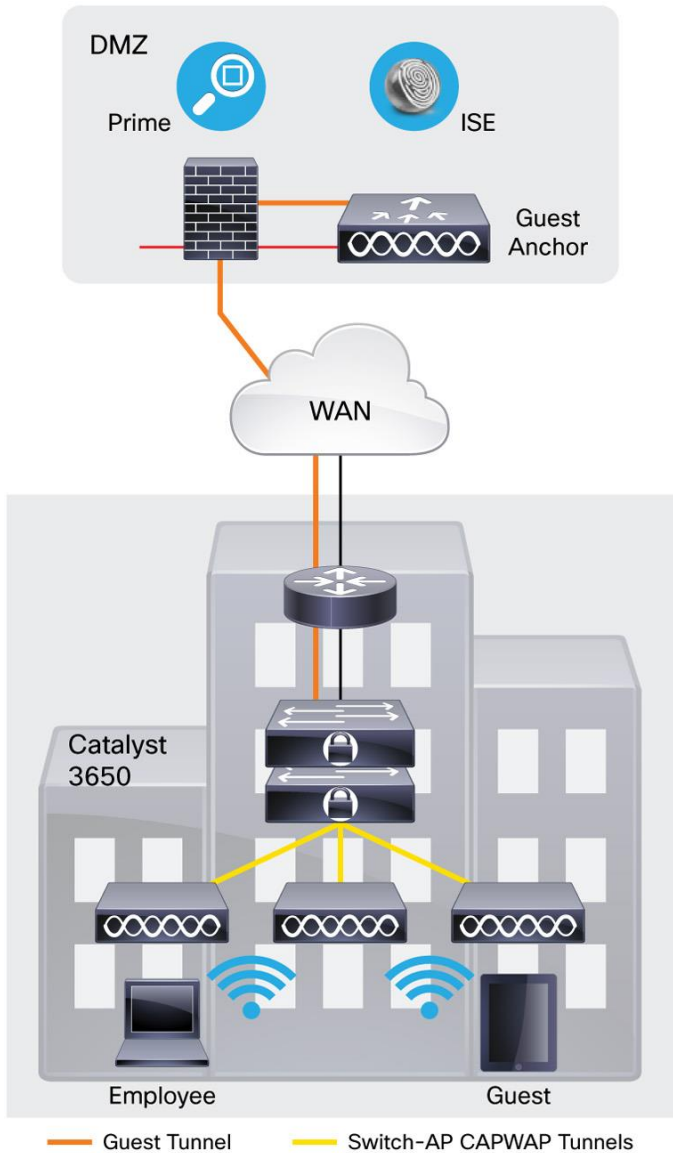 DMZ
Prime
ISE
Guest
Anchor
WAN
Catalyst
3650
Employee
Guest
Guest Tunnel
Switch-AP CAPWAP Tunnels